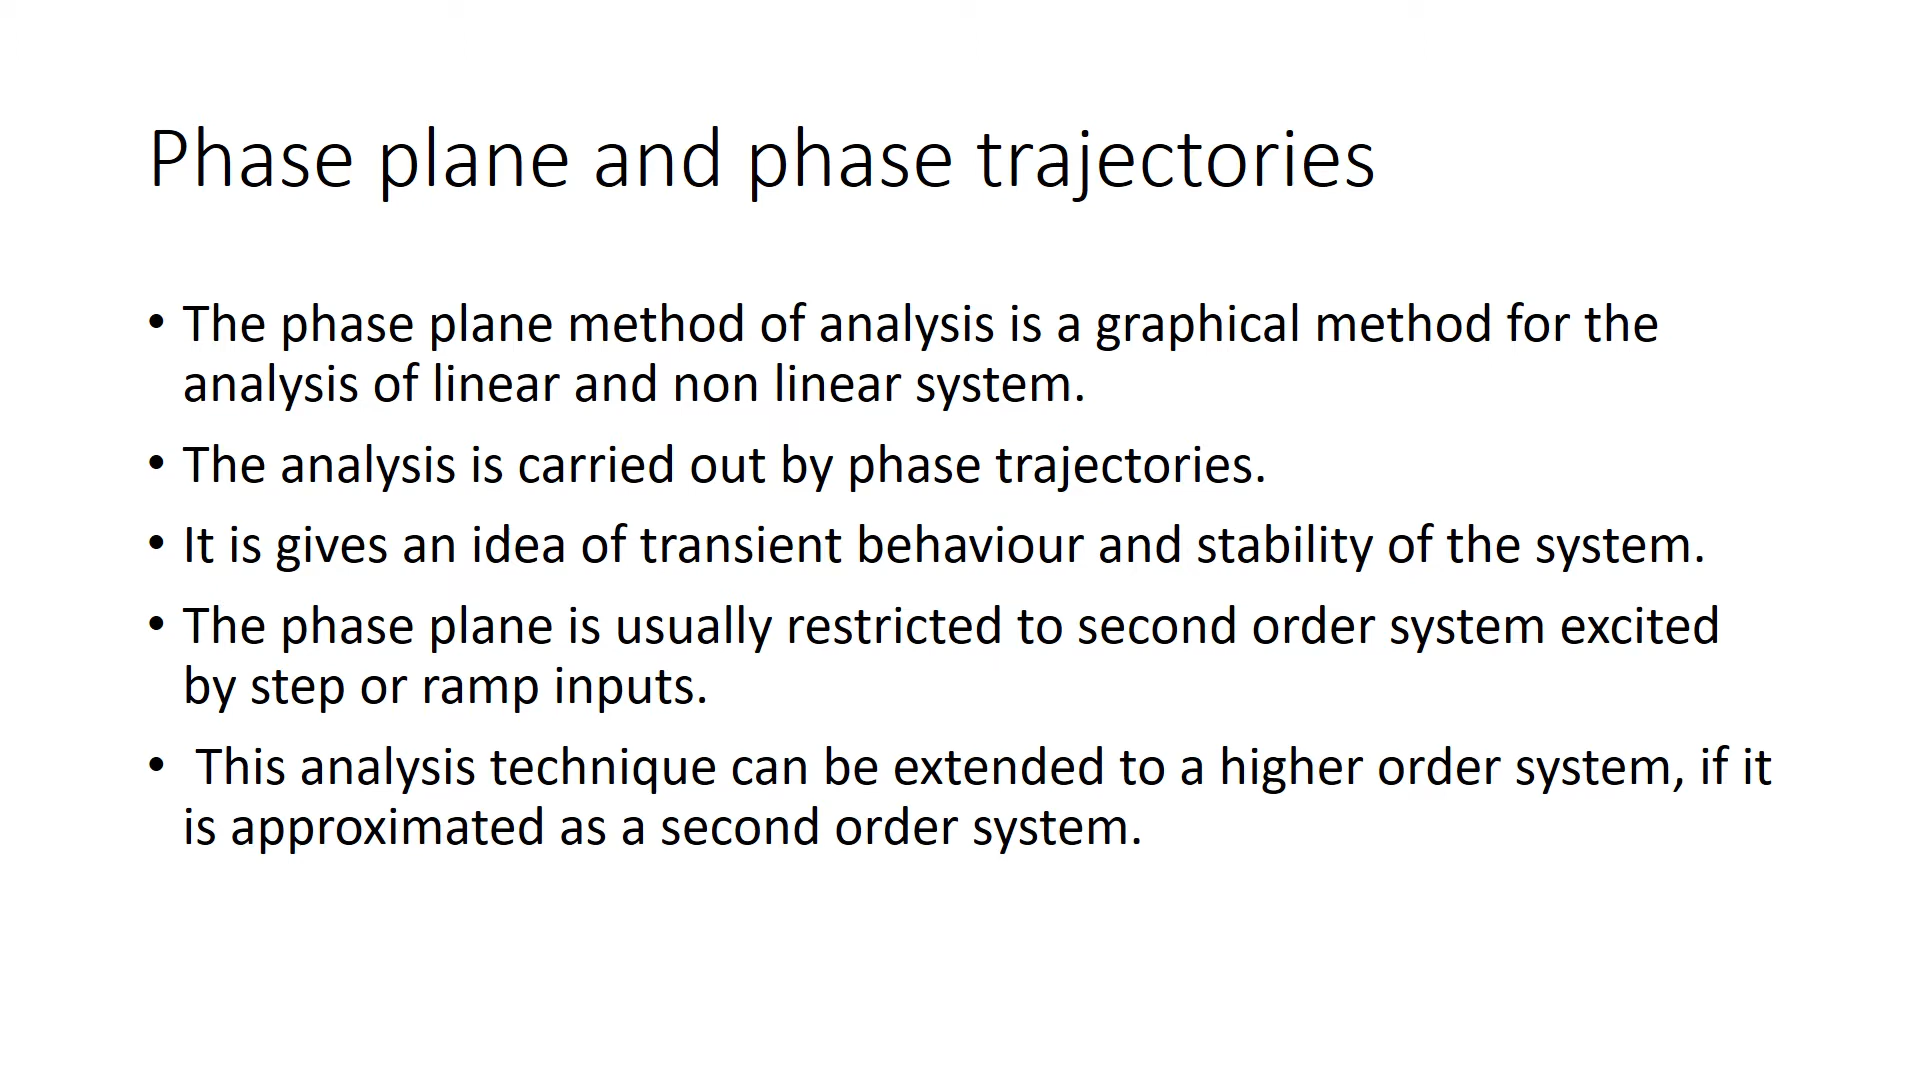 Phase plane and phase trajectories
• The phase plane method of analysis is a graphical method for the
analysis of linear and non linear system.
• The analysis is carried out by phase trajectories.
• It is gives an idea of transient behaviour and stability of the system.
• The phase plane is usually restricted to second order system excited
by step or ramp inputs.
• This analysis technique can be extended to a higher order system, if it
is approximated as a second order system.